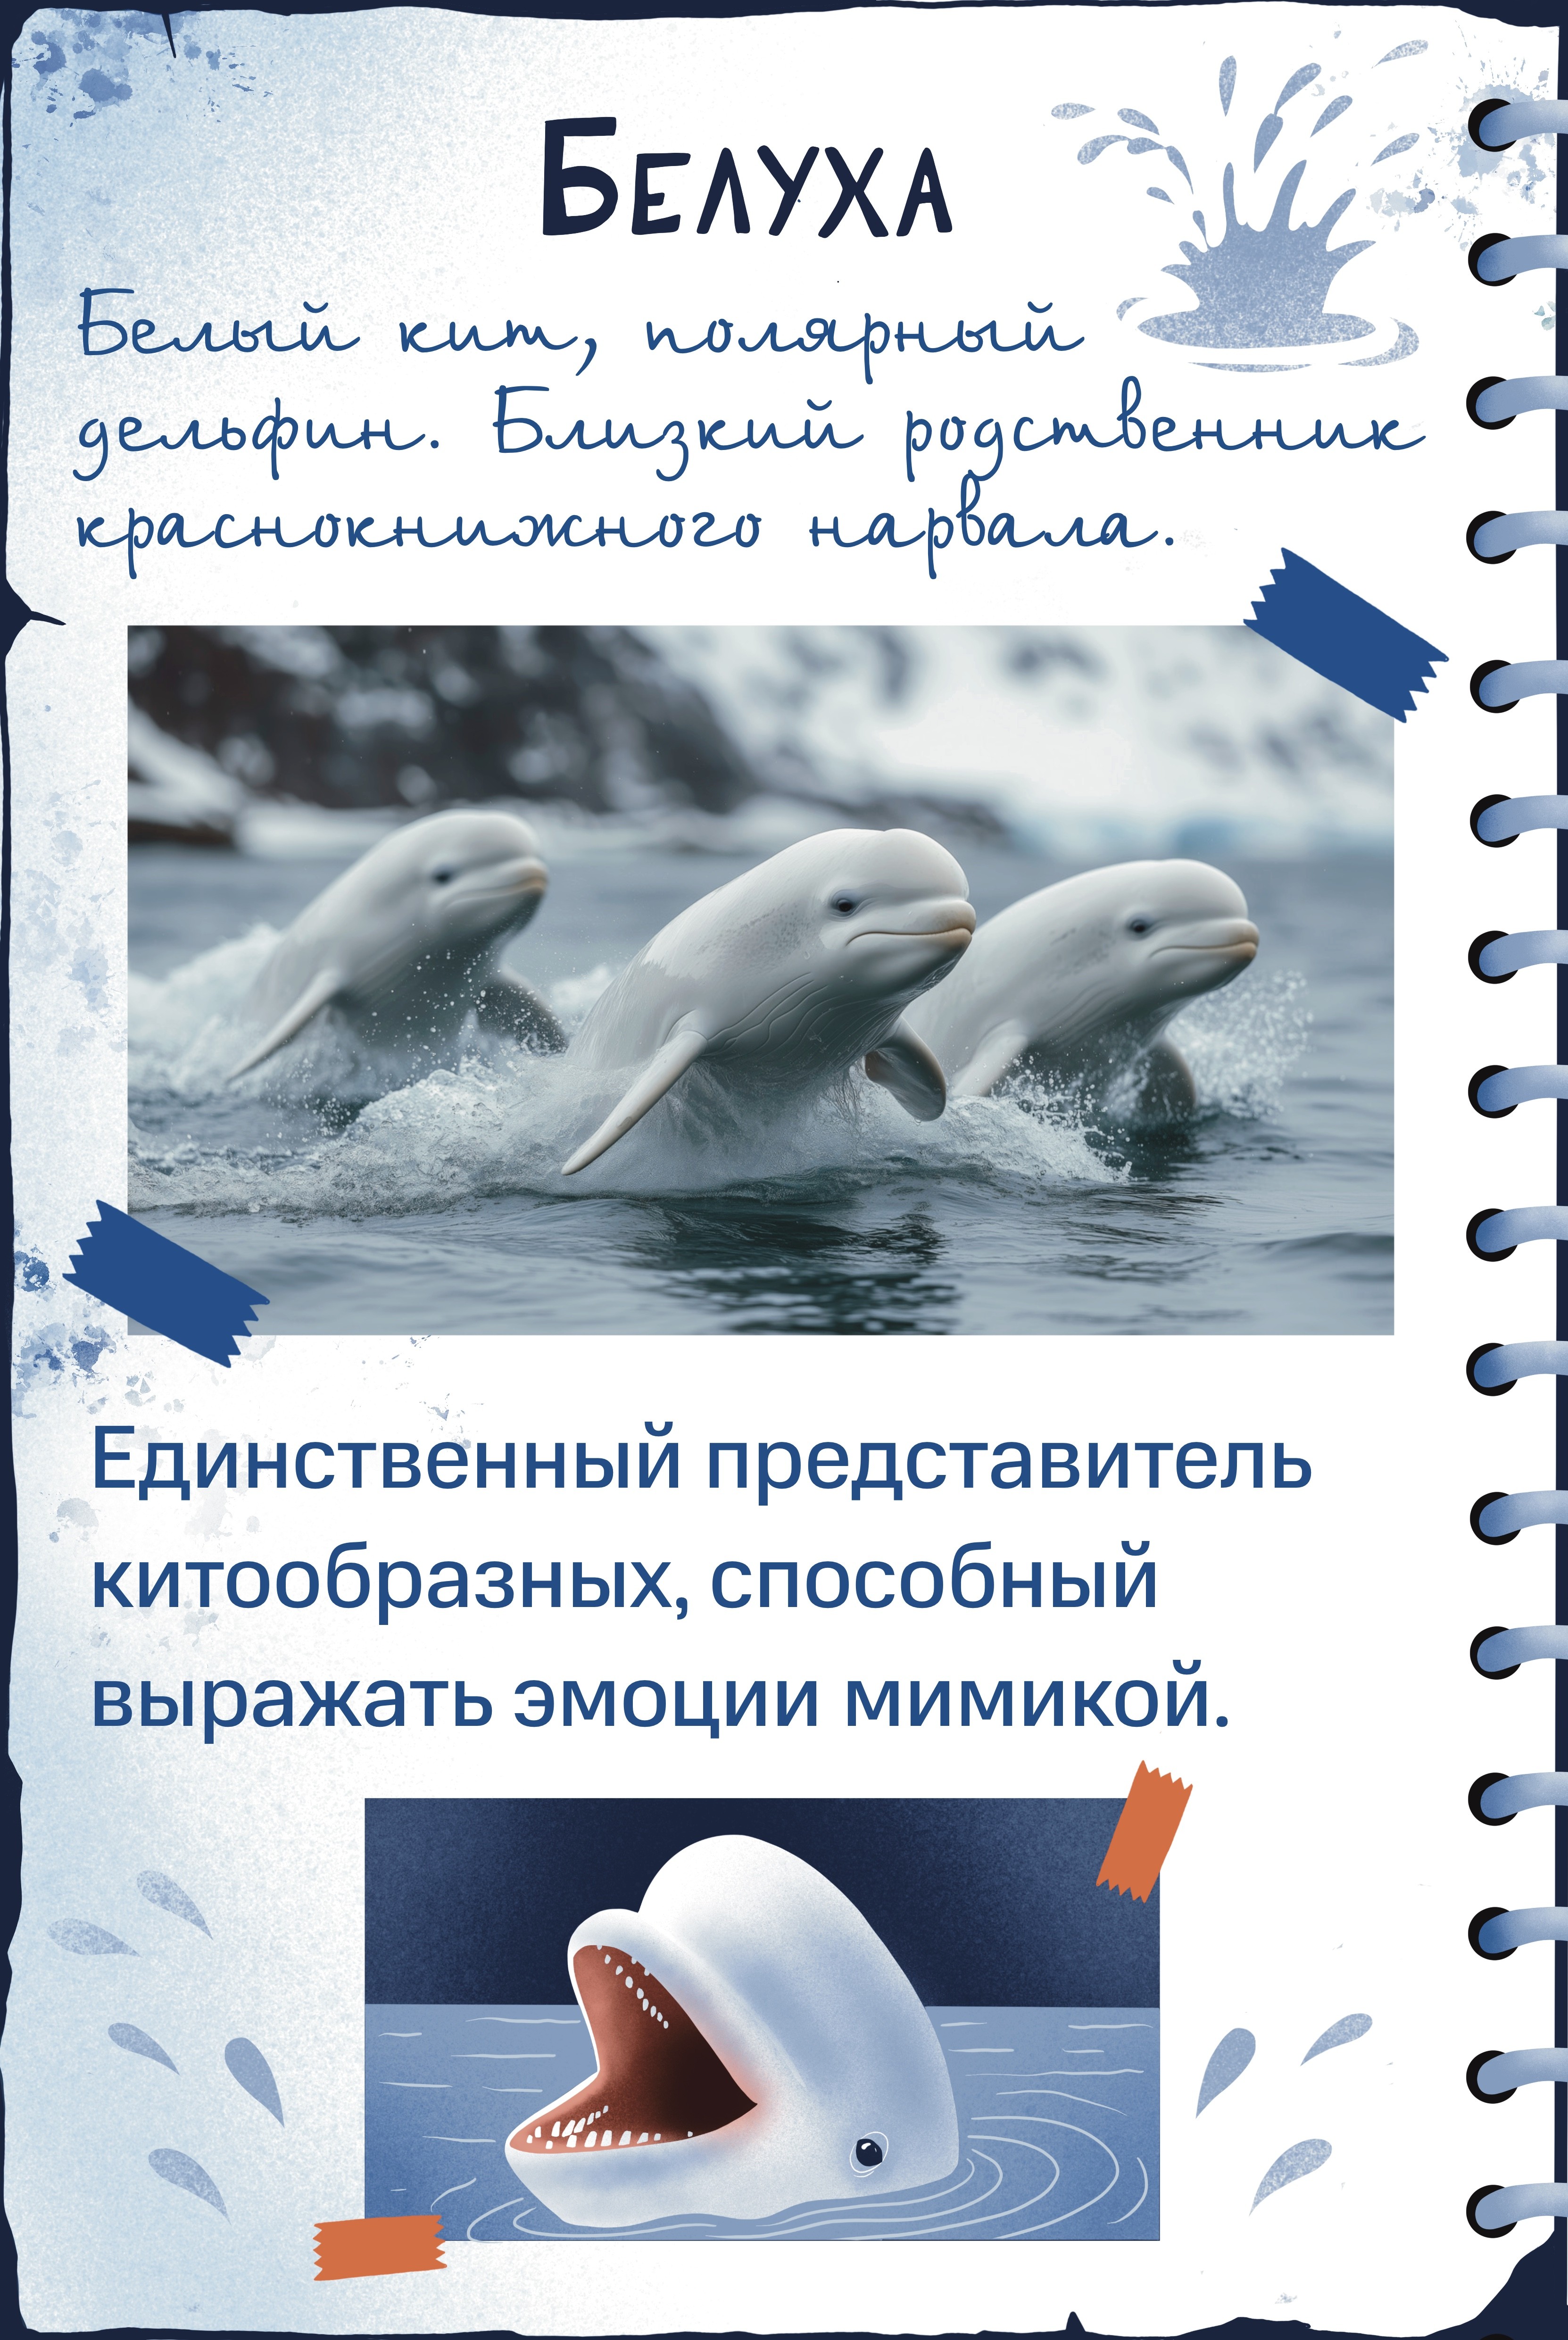 Белуха
Белый кит, полярный
дельфин. Близкий родственник
краснокнижного нарвала.
Единственный представитель
китообразных, способный
выражать эмоции мимикой.